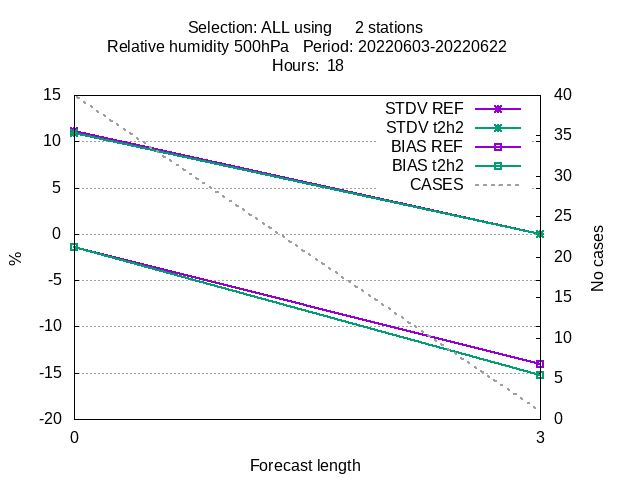 Selection: ALL using 2 stations
Relative humidity 500hPa Period: 20220603-20220622
Hours: 18
STDV REF
STDV t2h2
BIAS REF
BIAS t2h2
CASES
15
10
5
0
-5
-10
-15
-20
%
40
35
30
25
20
15
10
5
0
No cases
0 3
Forecast length